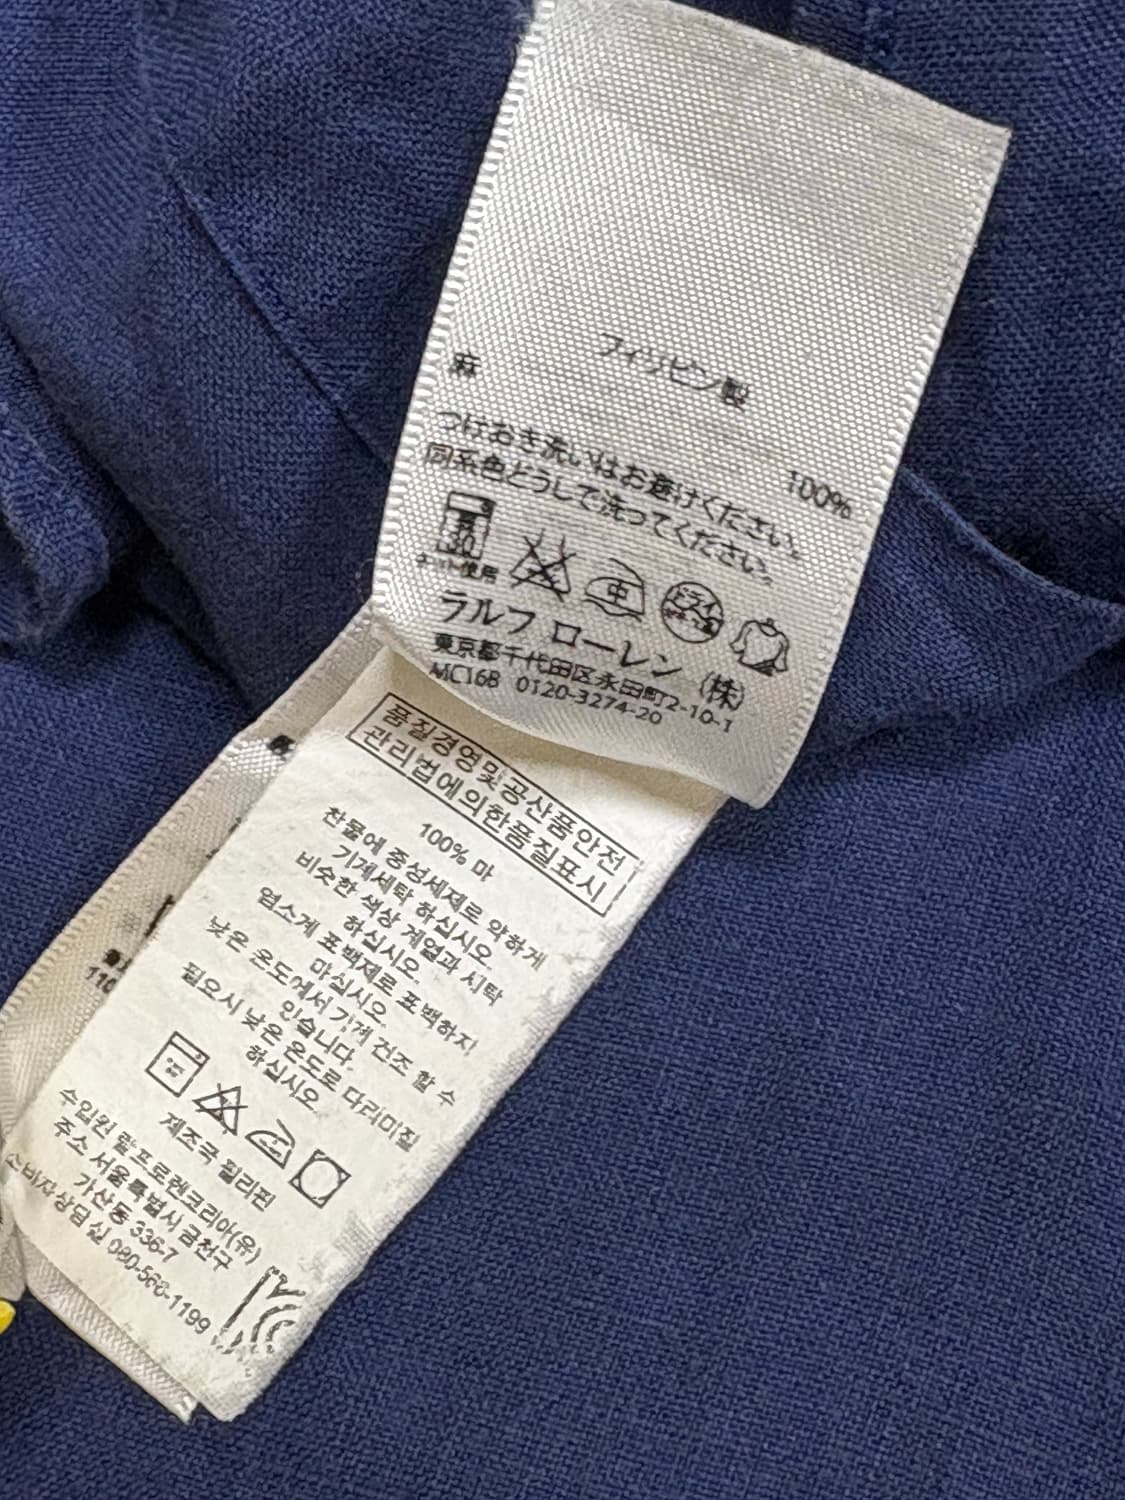 フィリピン製
麻 100%
つけおき洗いはお避けください。
同系色どうしで洗ってください。
30
ネット使用 中 ドライ
ラルフ ローレン (株)
東京都千代田区永田町2-10-1
MC16B 0120-3274-20
품질경영및공산품안전
관리법에의한품질표시
100% 마
찬물에 중성세제로 약하게
기계세탁 하십시오.
비슷한 색상 계열과 시탁
하십시오.
염소계 표백제로 표백하지
마십시오.
낮은 온도에서 기계 건조 할 수
있습니다.
필요시 낮은 온도로 다리미질
하십시오.
제조국 필리핀
수입원 랄프로렌코리아(유)
주소 서울특별시 금천구
가산동 336-7
소비자상담실 080-566-1199
110